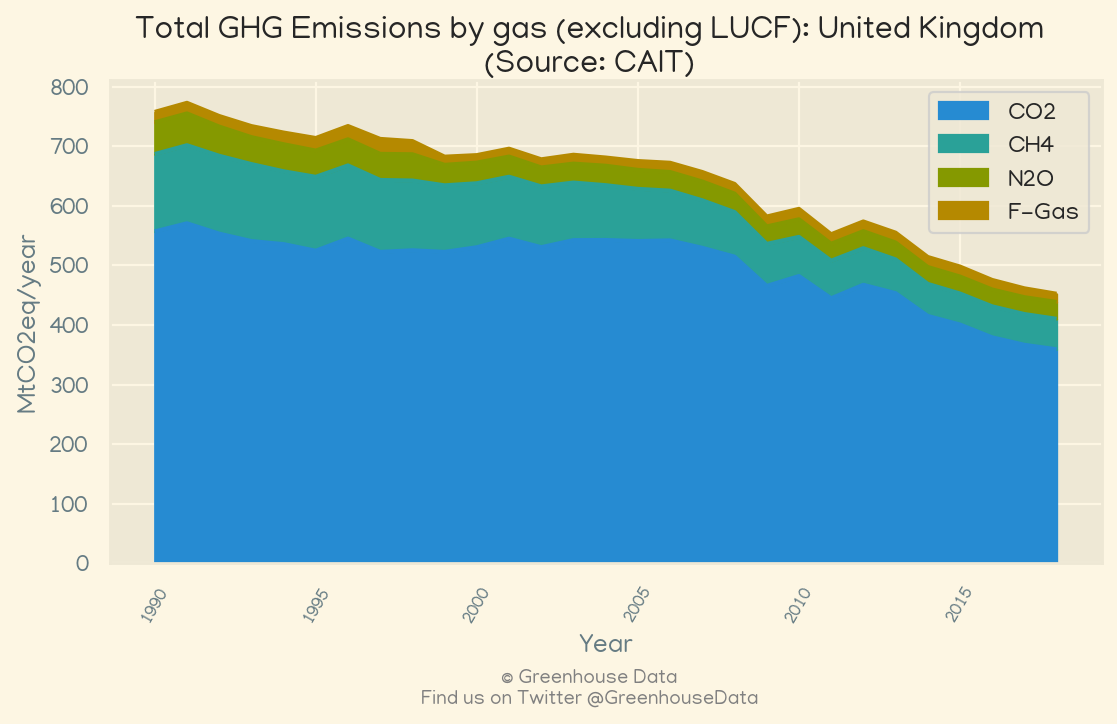 Total GHG Emissions by gas (excluding LUCF): United Kingdom
(Source: CAIT)
800
700
600
500
400
300
200
100
0
MtCO2eq/year
CO2
CH4
N2O
F-Gas
1990
1995
2000
2005
2010
2015
Year
© Greenhouse Data
Find us on Twitter @GreenhouseData